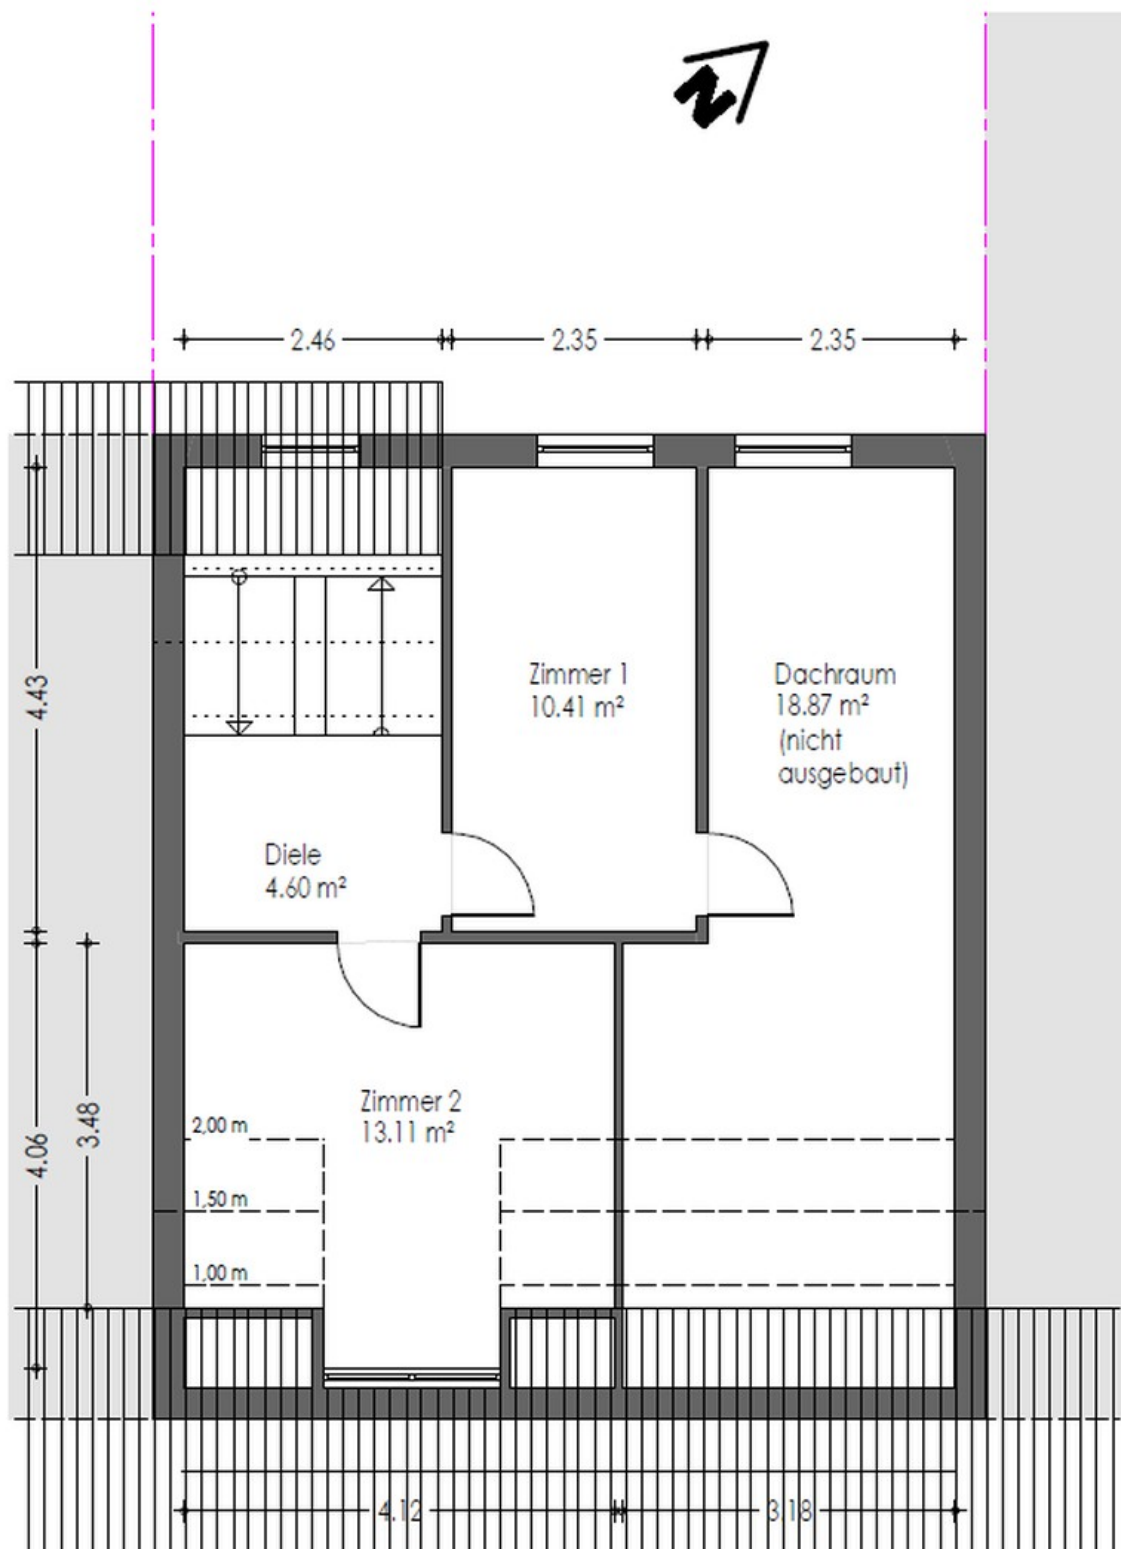 N
2.46
2.35
2.35
4.43
Zimmer 1
10.41 m²
Dachraum
18.87 m²
(nicht
ausgebaut)
Diele
4.60 m²
4.06
3.48
Zimmer 2
13.11 m²
2,00 m
1,50 m
1,00 m
4.12
3.18